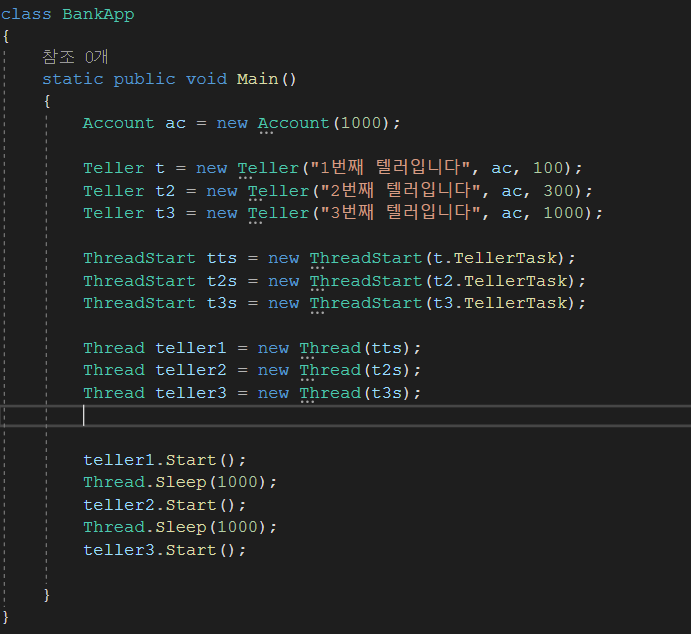 class BankApp
{
참조 0개
static public void Main()
{
Account ac = new Account(1000);
Teller t = new Teller("1번째 텔러입니다", ac, 100);
Teller t2 = new Teller("2번째 텔러입니다", ac, 300);
Teller t3 = new Teller("3번째 텔러입니다", ac, 1000);
ThreadStart tts = new ThreadStart(t.TellerTask);
ThreadStart t2s = new ThreadStart(t2.TellerTask);
ThreadStart t3s = new ThreadStart(t3.TellerTask);
Thread teller1 = new Thread(tts);
Thread teller2 = new Thread(t2s);
Thread teller3 = new Thread(t3s);
teller1.Start();
Thread.Sleep(1000);
teller2.Start();
Thread.Sleep(1000);
teller3.Start();
}
}